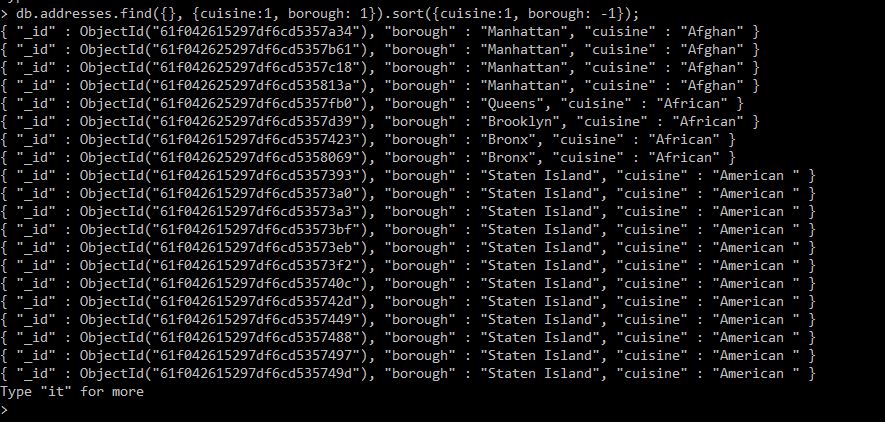 > db.addresses.find({}, {cuisine:1, borough: 1}).sort({cuisine:1, borough: -1});
{ "_id" : ObjectId("61f042615297df6cd5357a34"), "borough" : "Manhattan", "cuisine" : "Afghan" }
{ "_id" : ObjectId("61f042625297df6cd5357b61"), "borough" : "Manhattan", "cuisine" : "Afghan" }
{ "_id" : ObjectId("61f042625297df6cd5357c18"), "borough" : "Manhattan", "cuisine" : "Afghan" }
{ "_id" : ObjectId("61f042625297df6cd535813a"), "borough" : "Manhattan", "cuisine" : "Afghan" }
{ "_id" : ObjectId("61f042625297df6cd5357fb0"), "borough" : "Queens", "cuisine" : "African" }
{ "_id" : ObjectId("61f042625297df6cd5357d39"), "borough" : "Brooklyn", "cuisine" : "African" }
{ "_id" : ObjectId("61f042615297df6cd5357423"), "borough" : "Bronx", "cuisine" : "African" }
{ "_id" : ObjectId("61f042625297df6cd5358069"), "borough" : "Bronx", "cuisine" : "African" }
{ "_id" : ObjectId("61f042615297df6cd5357393"), "borough" : "Staten Island", "cuisine" : "American " }
{ "_id" : ObjectId("61f042615297df6cd53573a0"), "borough" : "Staten Island", "cuisine" : "American " }
{ "_id" : ObjectId("61f042615297df6cd53573a3"), "borough" : "Staten Island", "cuisine" : "American " }
{ "_id" : ObjectId("61f042615297df6cd53573bf"), "borough" : "Staten Island", "cuisine" : "American " }
{ "_id" : ObjectId("61f042615297df6cd53573eb"), "borough" : "Staten Island", "cuisine" : "American " }
{ "_id" : ObjectId("61f042615297df6cd53573f2"), "borough" : "Staten Island", "cuisine" : "American " }
{ "_id" : ObjectId("61f042615297df6cd535740c"), "borough" : "Staten Island", "cuisine" : "American " }
{ "_id" : ObjectId("61f042615297df6cd535742d"), "borough" : "Staten Island", "cuisine" : "American " }
{ "_id" : ObjectId("61f042615297df6cd5357449"), "borough" : "Staten Island", "cuisine" : "American " }
{ "_id" : ObjectId("61f042615297df6cd5357488"), "borough" : "Staten Island", "cuisine" : "American " }
{ "_id" : ObjectId("61f042615297df6cd5357497"), "borough" : "Staten Island", "cuisine" : "American " }
{ "_id" : ObjectId("61f042615297df6cd535749d"), "borough" : "Staten Island", "cuisine" : "American " }
Type "it" for more
>